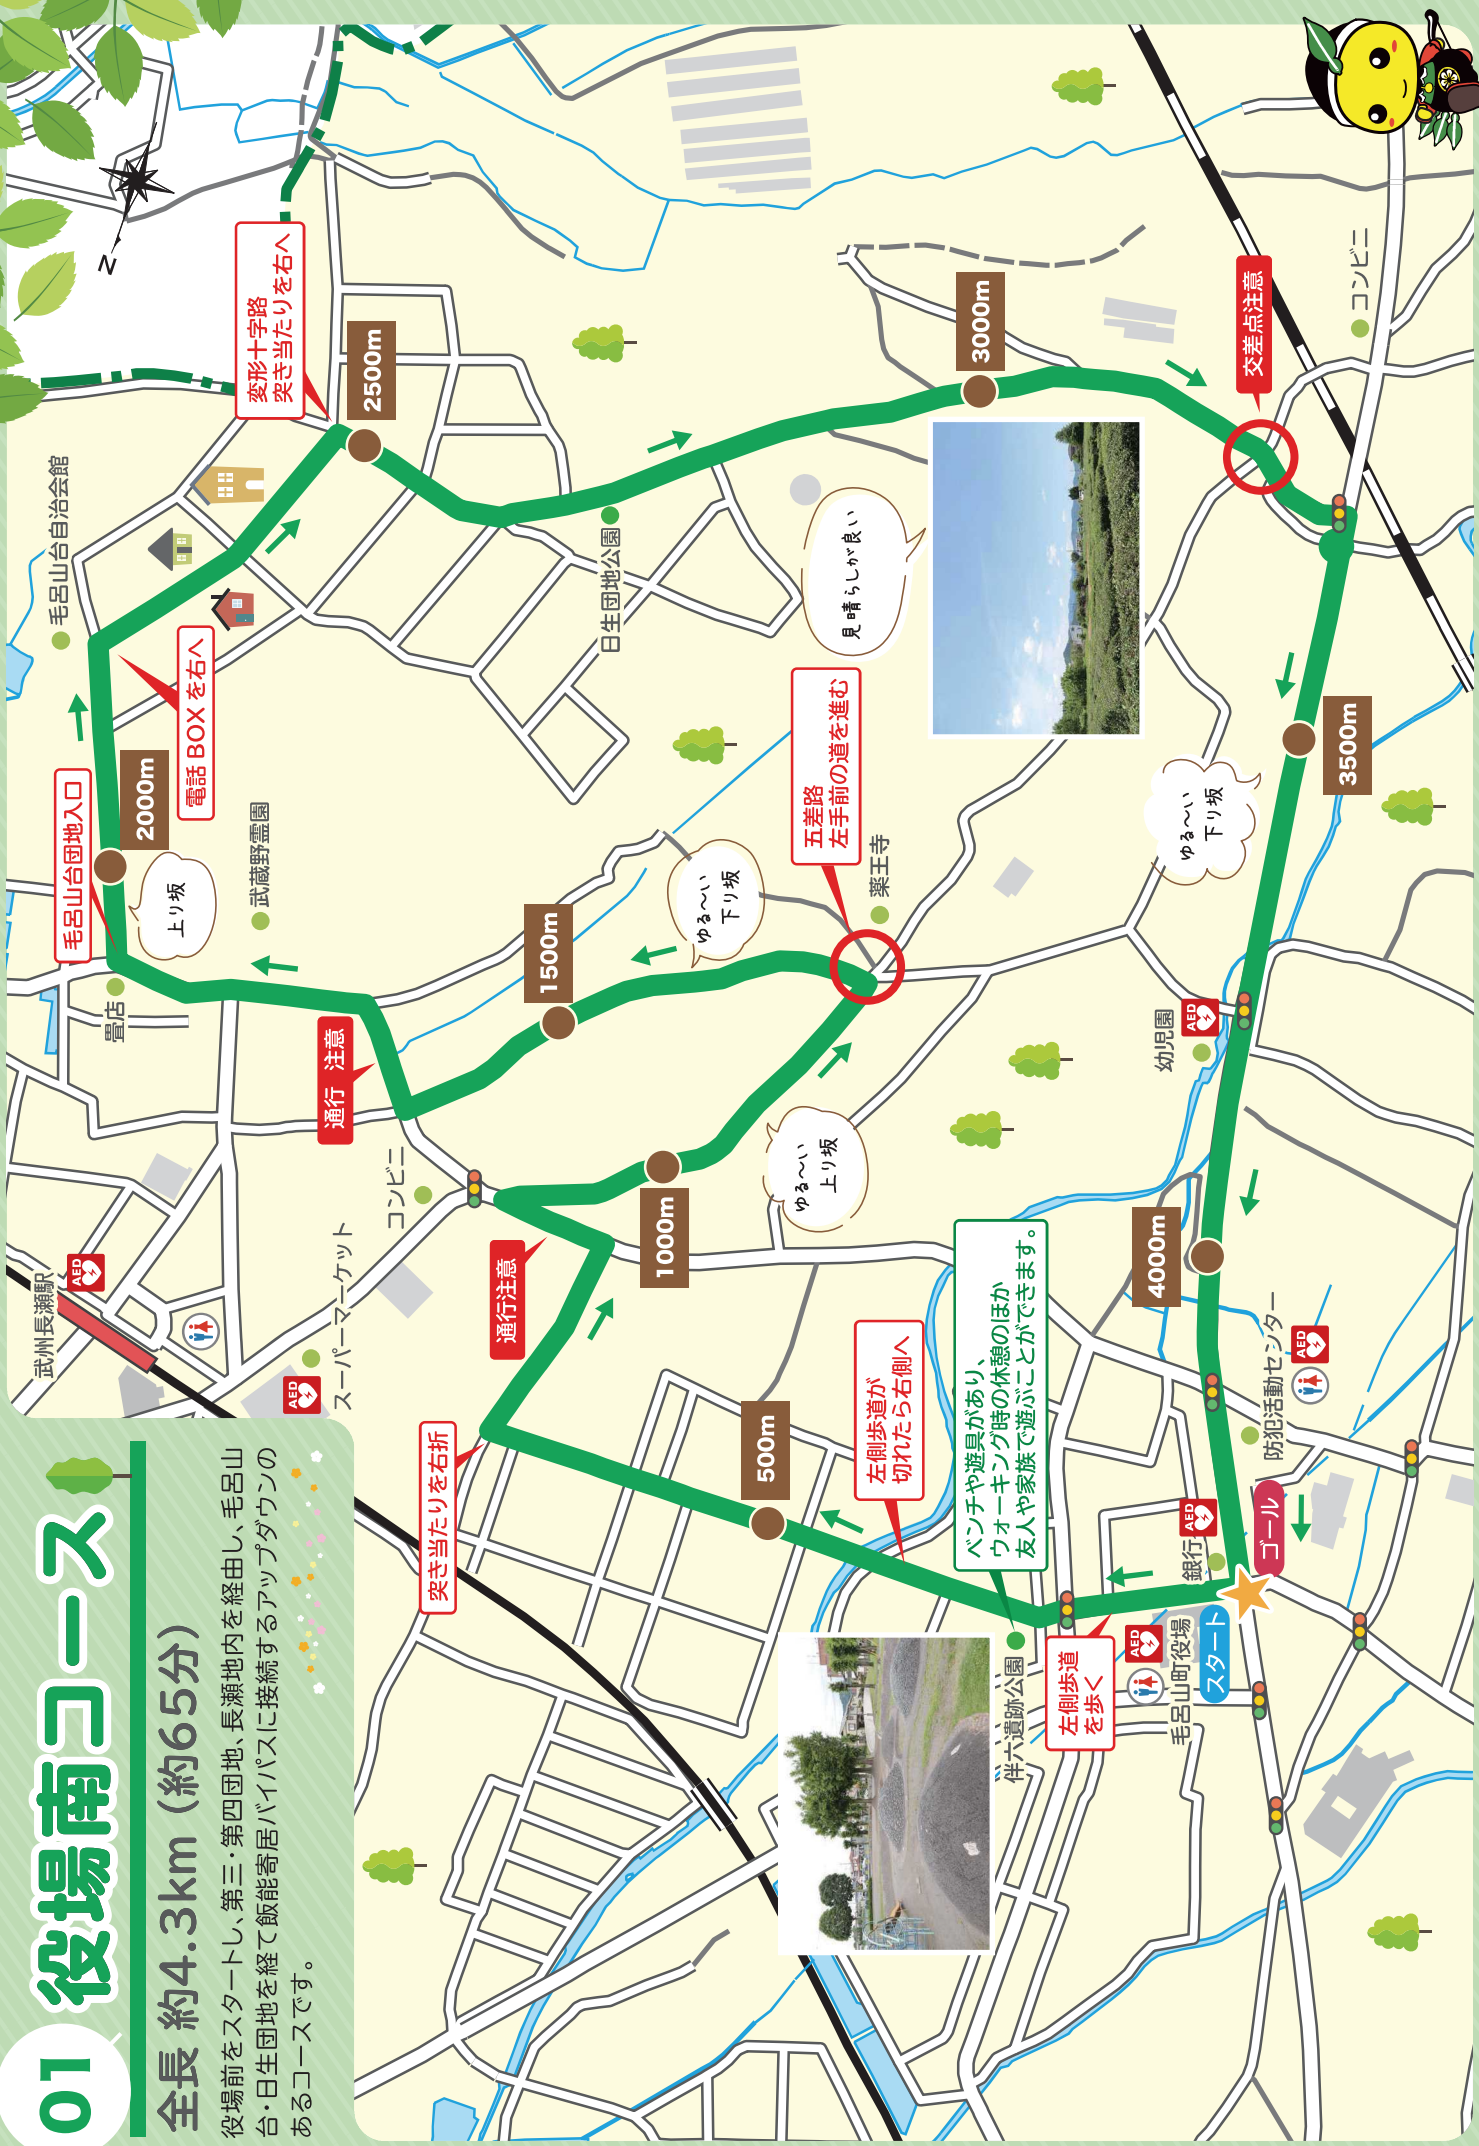 01 役場南コース
全長 約4.3km（約65分）
役場前をスタートし、第三・第四団地、長瀬地内を経由し、毛呂山
台・日生団地を経て飯能寄居バイパスに接続するアップダウンの
あるコースです。
武州長瀬駅
AED
スーパーマーケット
AED
コンビニ
畳店
毛呂山台団地入口
2000m
上り坂
武蔵野霊園
通行　注意
電話 BOX を右へ
毛呂山台自治会館
N
変形十字路
突き当たりを右へ
2500m
日生団地公園
突き当たりを右折
通行注意
1000m
1500m
ゆる〜い
下り坂
五差路
左手前の道を進む
薬王寺
見晴らしが良い
3000m
500m
ゆる〜い
上り坂
左側歩道が
切れたら右側へ
ベンチや遊具があり、
ウォーキング時の休憩のほか
友人や家族で遊ぶことができます。
伴六遺跡公園
左側歩道
を歩く
AED
毛呂山町役場
スタート
銀行
AED
ゴール
防犯活動センター
AED
4000m
幼児園
AED
ゆる〜い
下り坂
3500m
交差点注意
コンビニ